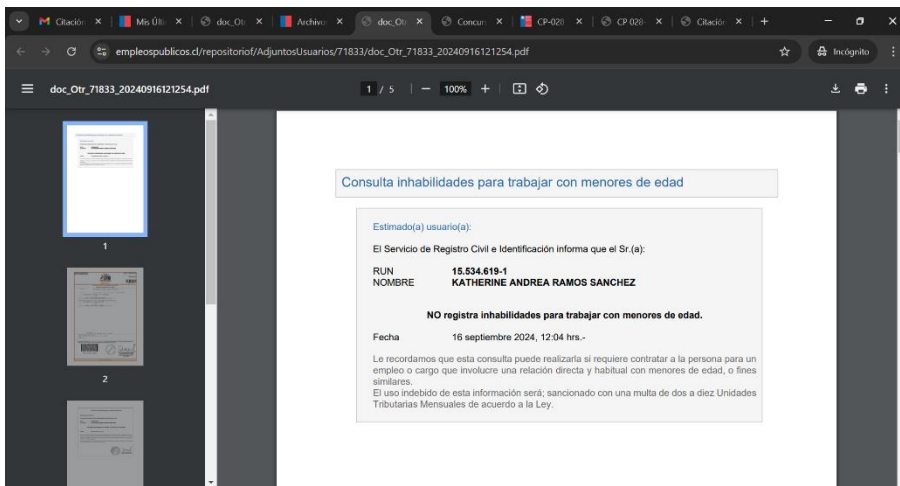 Citación
Mis Últi
doc_Otr
Archivo
doc_Otr
Concurs
CP-028
CP 028-
Citación
empleospublicos.cl/repositoriof/AdjuntosUsuarios/71833/doc_Otr_71833_20240916121254.pdf
Incógnito
doc_Otr_71833_20240916121254.pdf
1 / 5
100%
Consulta inhabilidades para trabajar con menores de edad
Estimado(a) usuario(a):
El Servicio de Registro Civil e Identificación informa que el Sr.(a):
RUN 15.534.619-1
NOMBRE KATHERINE ANDREA RAMOS SANCHEZ
NO registra inhabilidades para trabajar con menores de edad.
Fecha 16 septiembre 2024, 12:04 hrs.-
Le recordamos que esta consulta puede realizarla si requiere contratar a la persona para un
empleo o cargo que involucre una relación directa y habitual con menores de edad, o fines
similares.
El uso indebido de esta información será; sancionado con una multa de dos a diez Unidades
Tributarias Mensuales de acuerdo a la Ley.
1
2